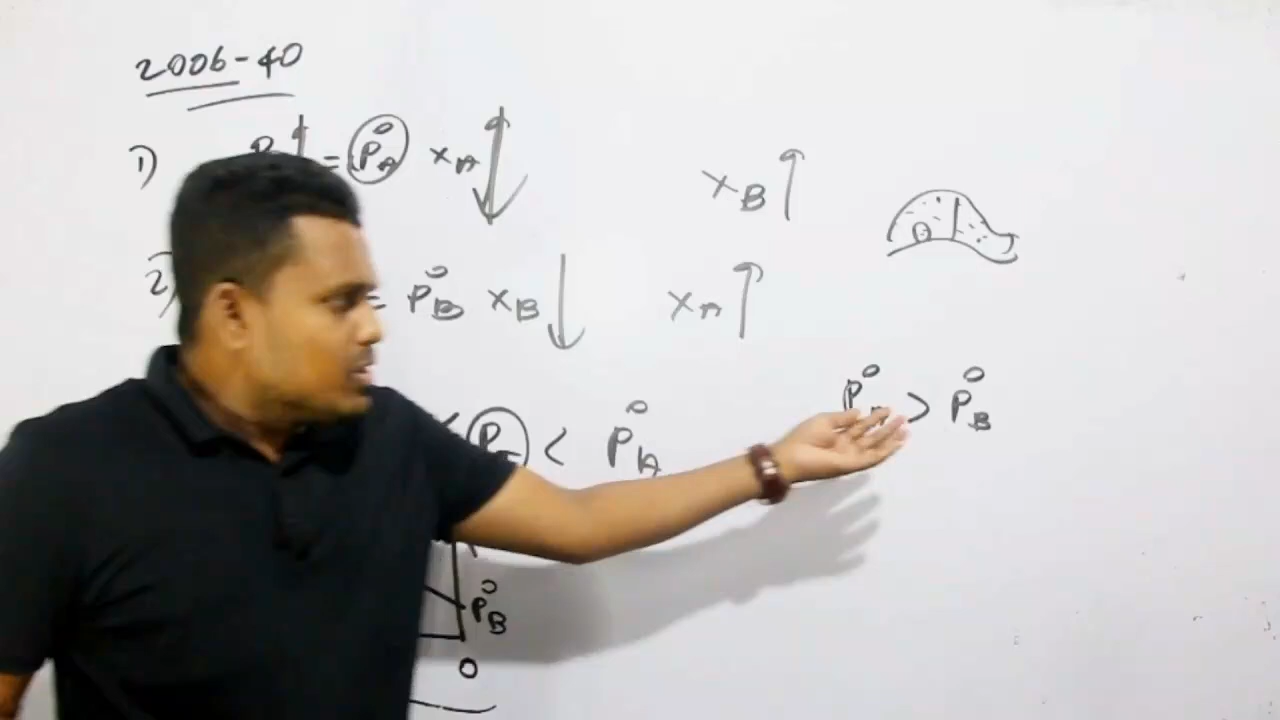 2006-40
1) P = P°A xA xB
2) P°B xB xA
P°A > P°B
< P°A
P°B
0